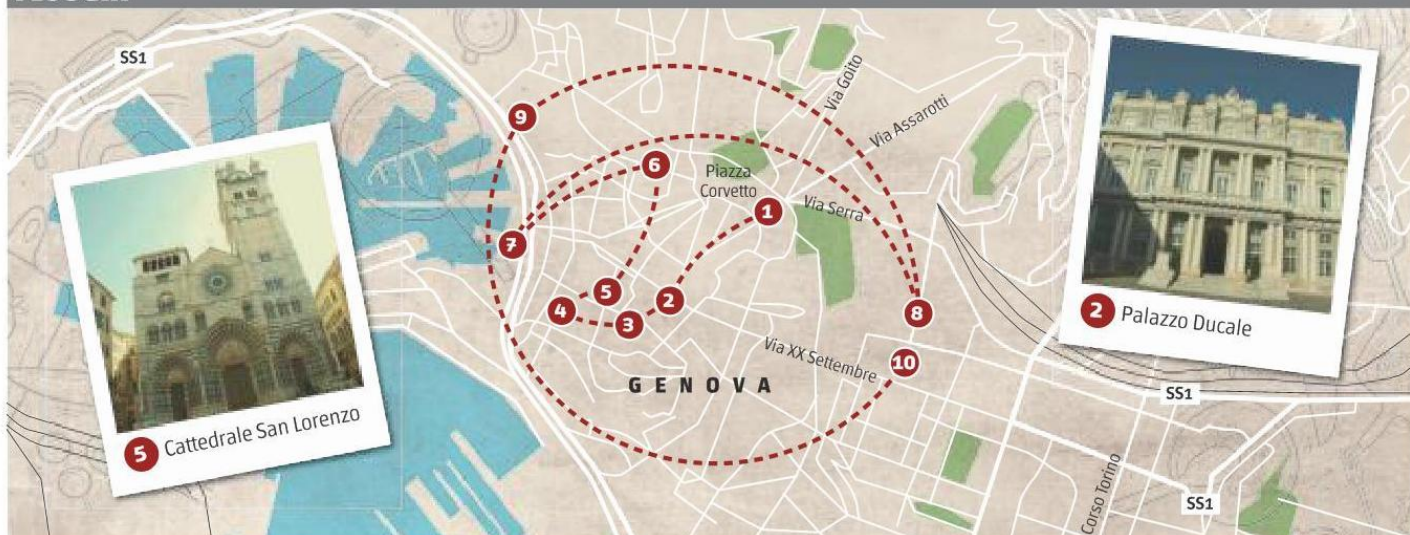 SS1
9
6
7
Piazza
Corvetto
1
Via Goito
Via Assarotti
Via Serra
5
4
3
2
8
10
Via XX Settembre
GENOVA
5 Cattedrale San Lorenzo
2 Palazzo Ducale
SS1
Corso Torino
SS1